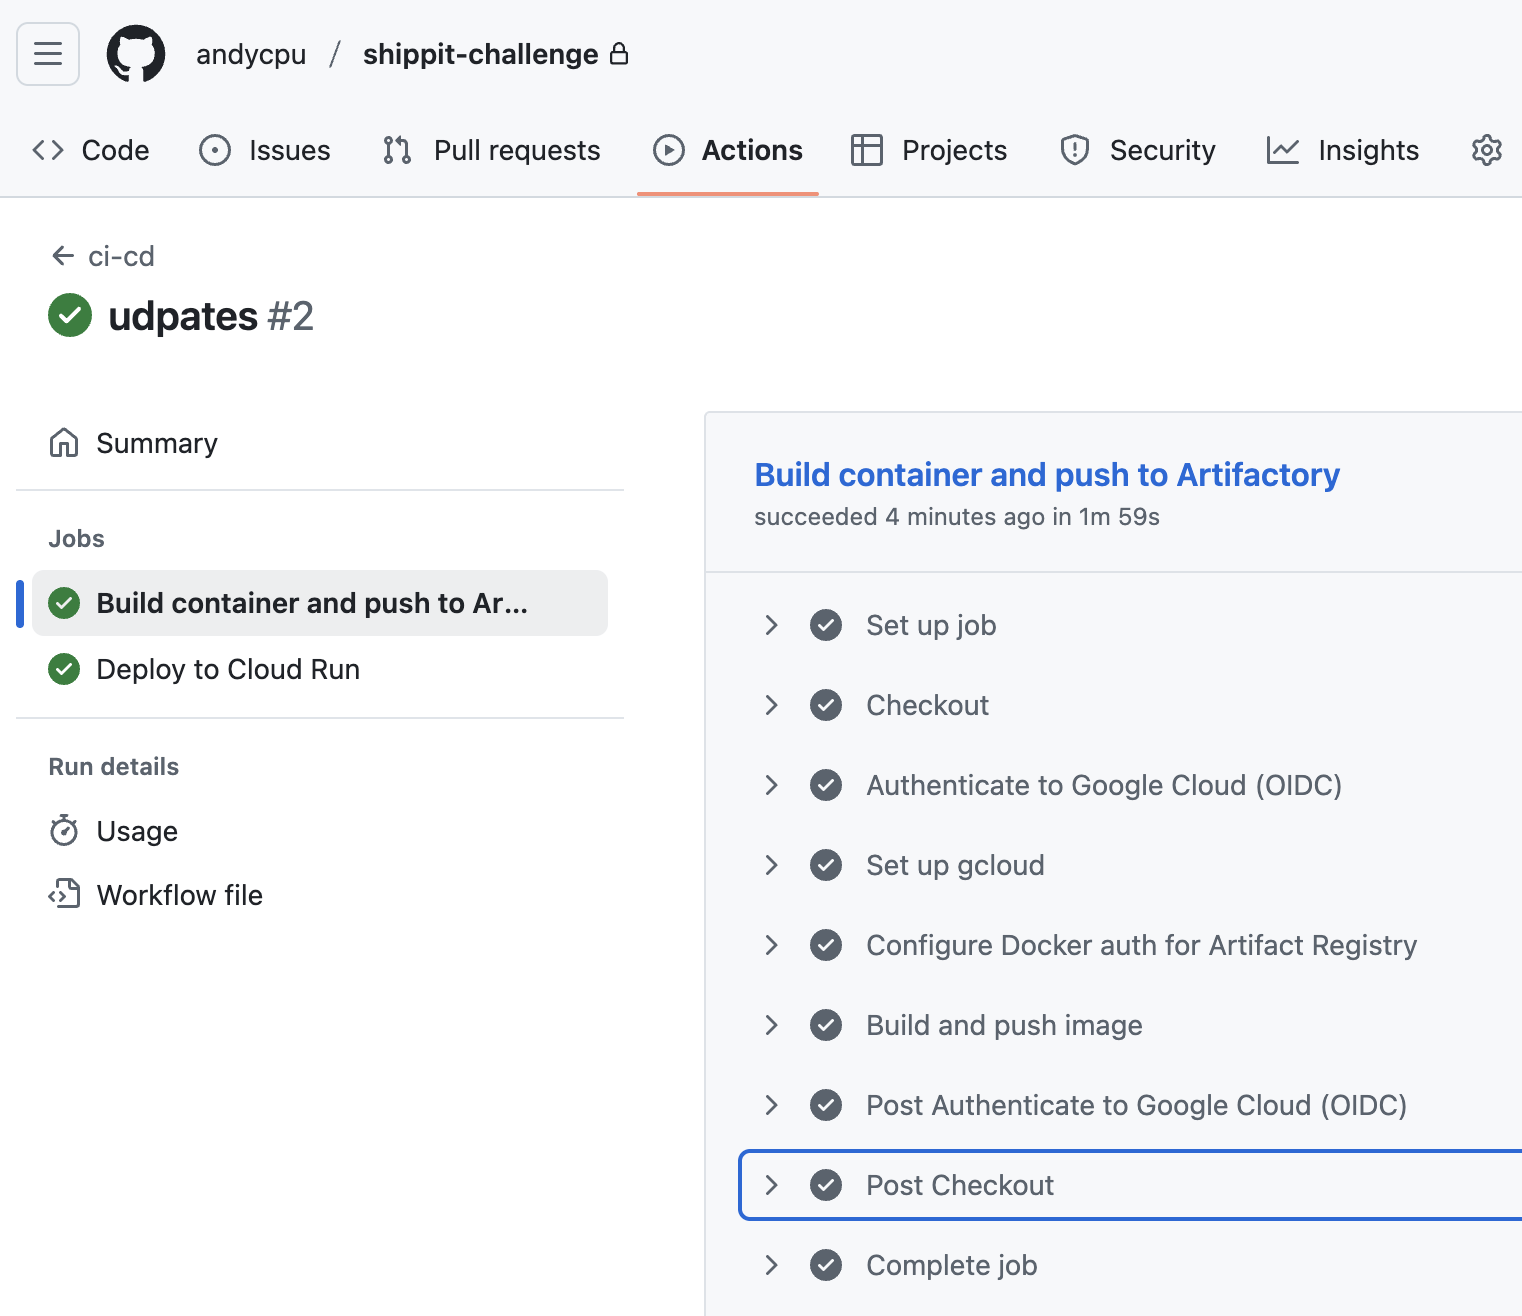 andycpu / shippit-challenge
Code Issues Pull requests Actions Projects Security Insights
ci-cd
udpates #2
Summary
Jobs
Build container and push to Ar...
Deploy to Cloud Run
Run details
Usage
Workflow file
Build container and push to Artifactory
succeeded 4 minutes ago in 1m 59s
Set up job
Checkout
Authenticate to Google Cloud (OIDC)
Set up gcloud
Configure Docker auth for Artifact Registry
Build and push image
Post Authenticate to Google Cloud (OIDC)
Post Checkout
Complete job